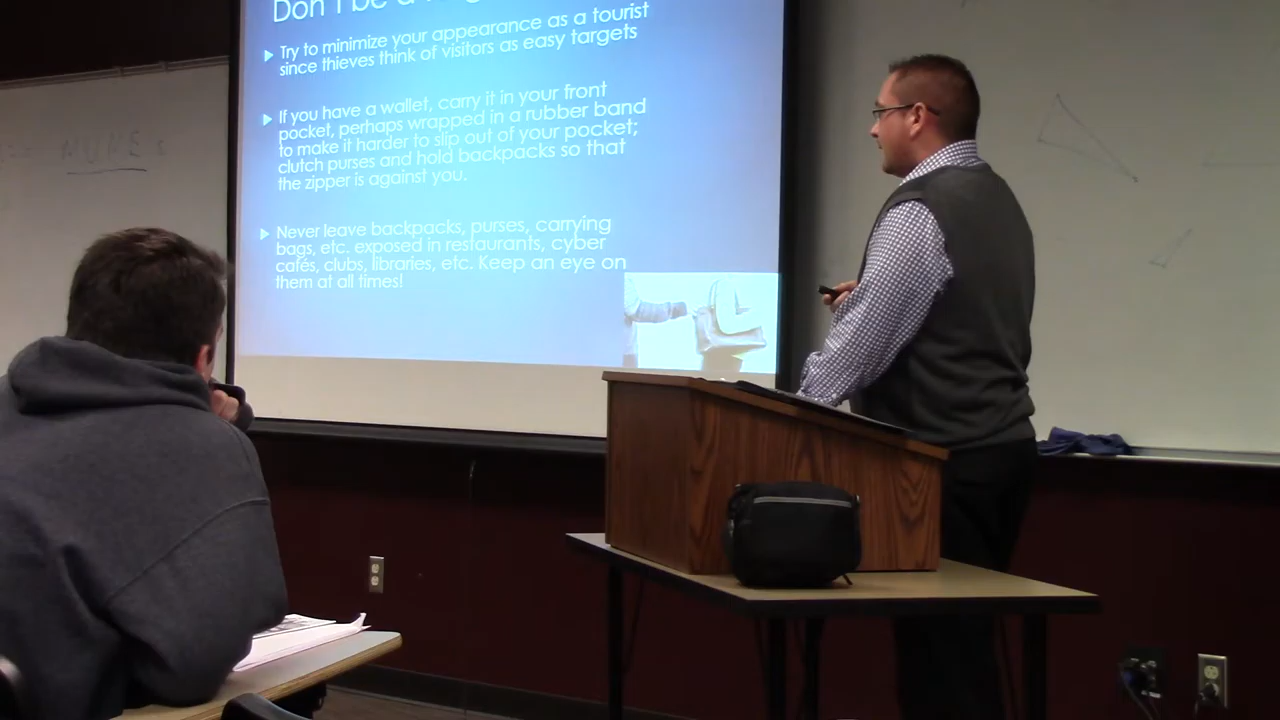 Don't be a
Try to minimize your appearance as a tourist
since thieves think of visitors as easy targets
If you have a wallet, carry it in your front
pocket, perhaps wrapped in a rubber band
to make it harder to slip out of your pocket;
clutch purses and hold backpacks so that
the zipper is against you.
Never leave backpacks, purses, carrying
bags, etc. exposed in restaurants, cyber
cafés, clubs, libraries, etc. Keep an eye on
them at all times!